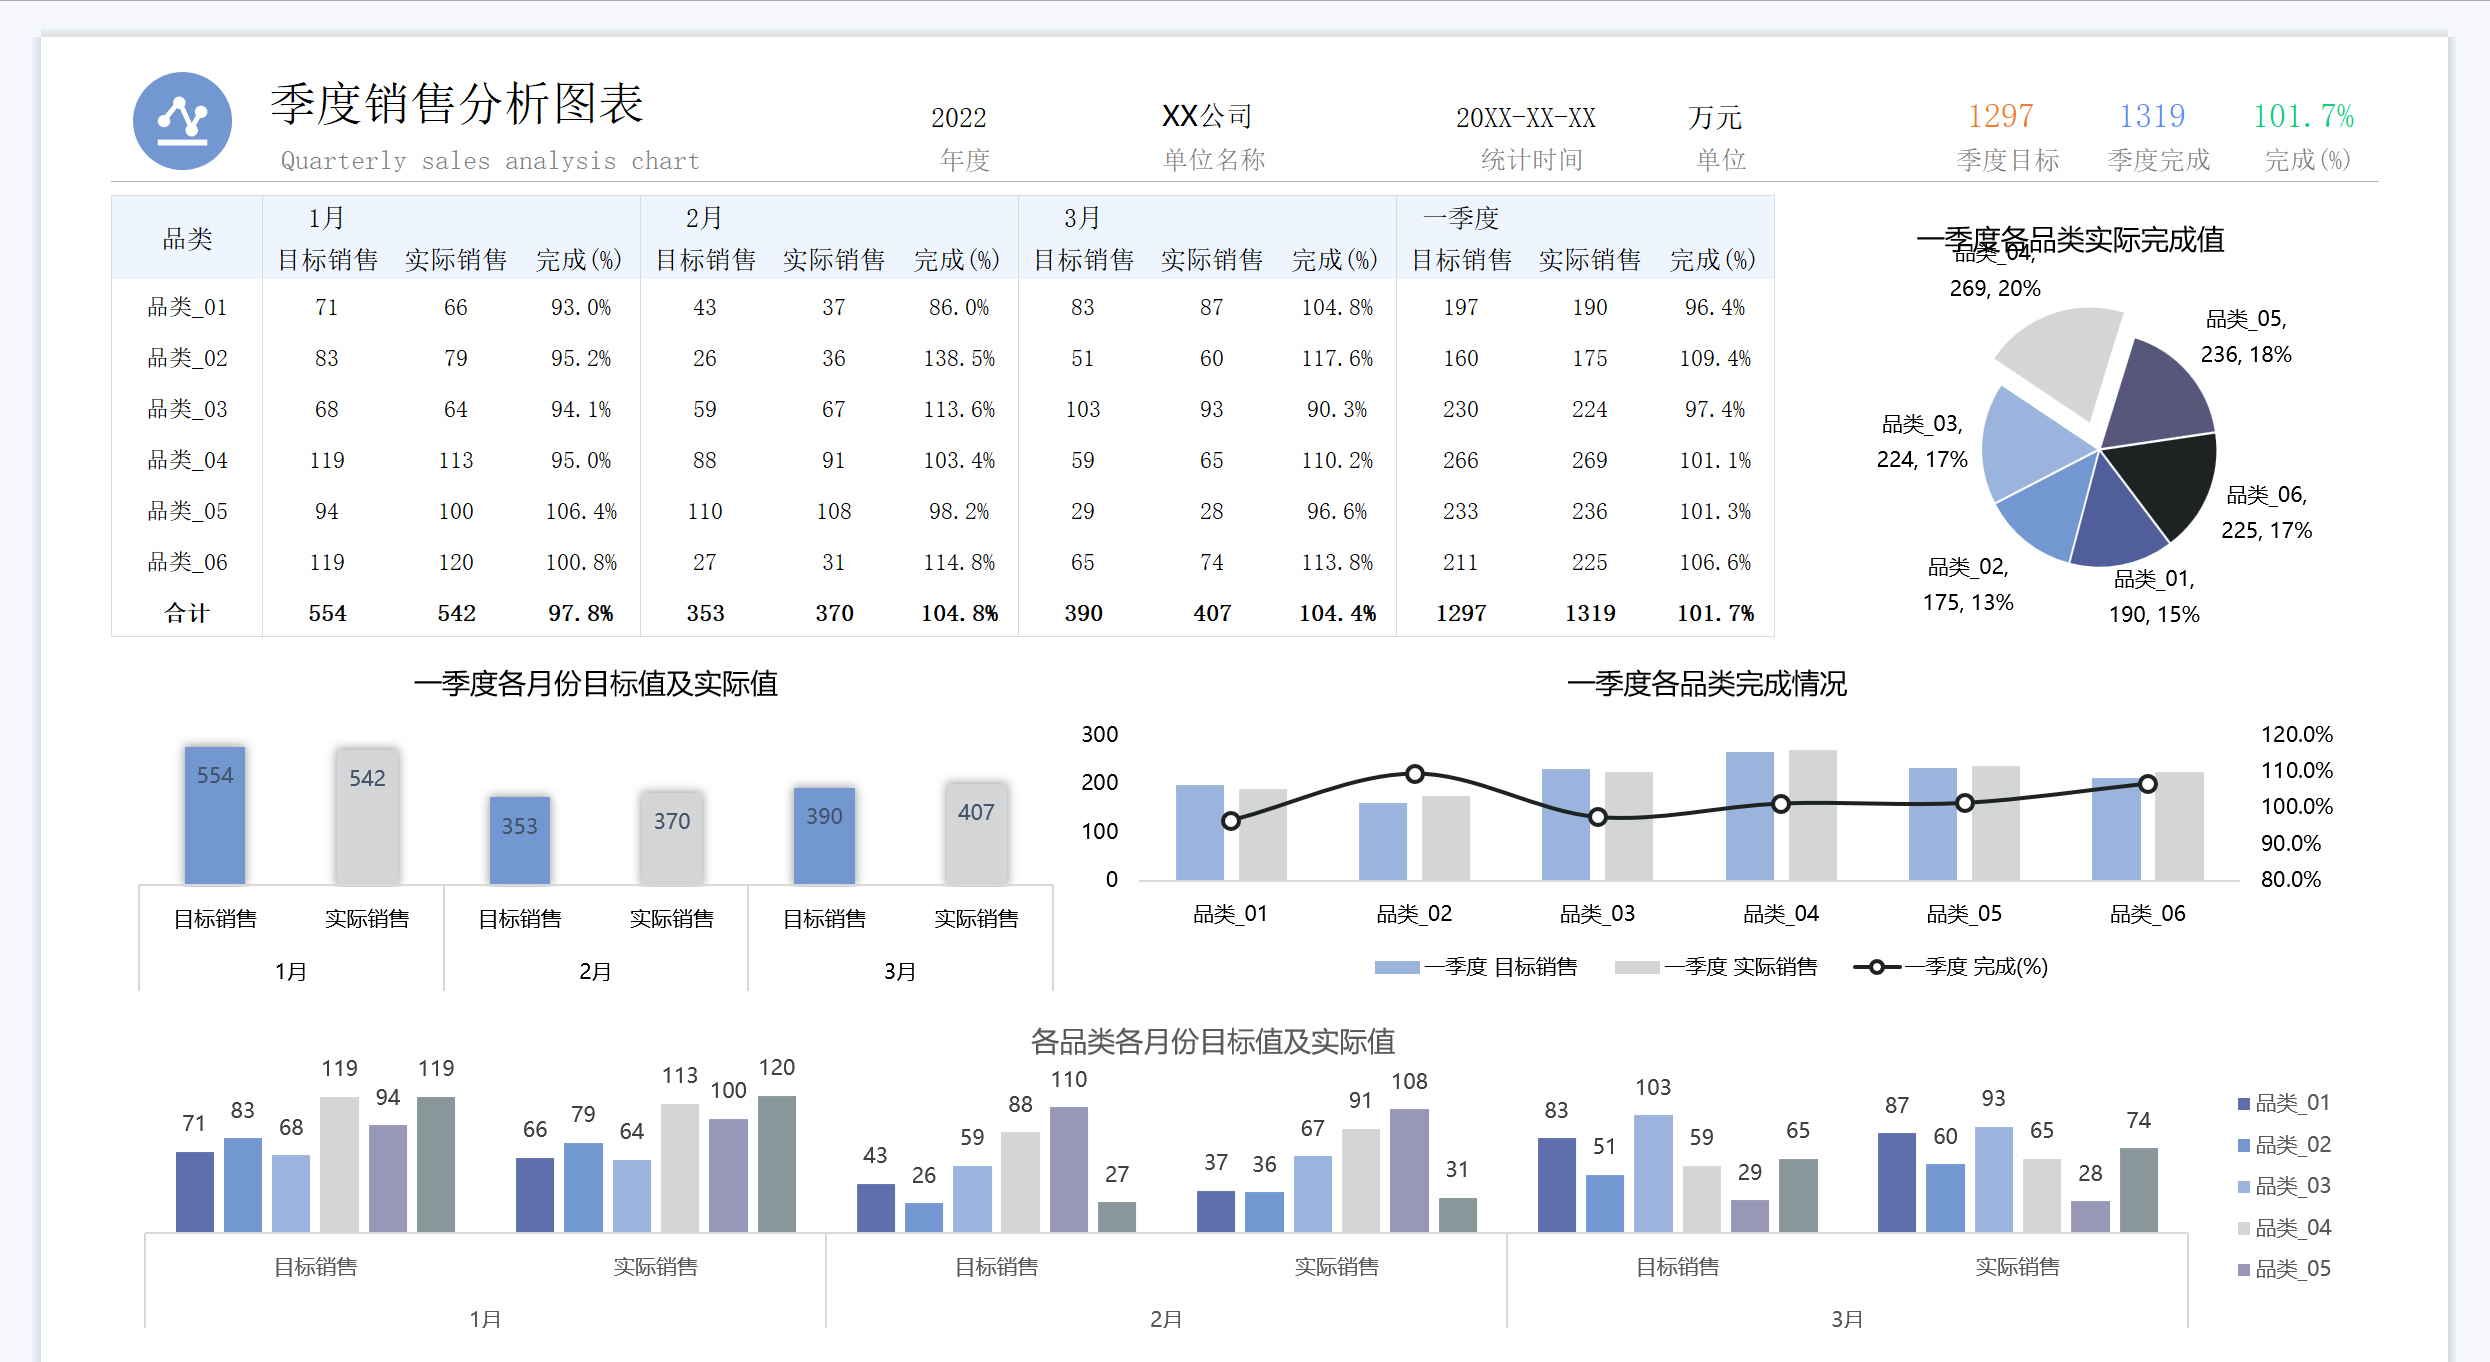 季度销售分析图表
Quarterly sales analysis chart
2022
年度
XX公司
单位名称
20XX-XX-XX
统计时间
万元
单位
1297
季度目标
1319
季度完成
101.7%
完成(%)
品类 1月 2月 3月 一季度
目标销售 实际销售 完成(%) 目标销售 实际销售 完成(%) 目标销售 实际销售 完成(%) 目标销售 实际销售 完成(%)
品类_01 71 66 93.0% 43 37 86.0% 83 87 104.8% 197 190 96.4%
品类_02 83 79 95.2% 26 36 138.5% 51 60 117.6% 160 175 109.4%
品类_03 68 64 94.1% 59 67 113.6% 103 93 90.3% 230 224 97.4%
品类_04 119 113 95.0% 88 91 103.4% 59 65 110.2% 266 269 101.1%
品类_05 94 100 106.4% 110 108 98.2% 29 28 96.6% 233 236 101.3%
品类_06 119 120 100.8% 27 31 114.8% 65 74 113.8% 211 225 106.6%
合计 554 542 97.8% 353 370 104.8% 390 407 104.4% 1297 1319 101.7%
一季度各品类实际完成值
品类_04,
269, 20%
品类_05,
236, 18%
品类_03,
224, 17%
品类_06,
225, 17%
品类_02,
175, 13%
品类_01,
190, 15%
一季度各月份目标值及实际值
554 542 353 370 390 407
目标销售 实际销售 目标销售 实际销售 目标销售 实际销售
1月 2月 3月
一季度各品类完成情况
300
200
100
0
120.0%
110.0%
100.0%
90.0%
80.0%
品类_01 品类_02 品类_03 品类_04 品类_05 品类_06
一季度 目标销售 一季度 实际销售 一季度 完成(%)
各品类各月份目标值及实际值
71 83 68 119 94 119 66 79 64 113 100 120 43 26 59 88 110 27 37 36 67 91 108 31 83 51 103 59 29 65 87 60 93 65 28 74
目标销售 实际销售 目标销售 实际销售 目标销售 实际销售
1月 2月 3月
品类_01
品类_02
品类_03
品类_04
品类_05